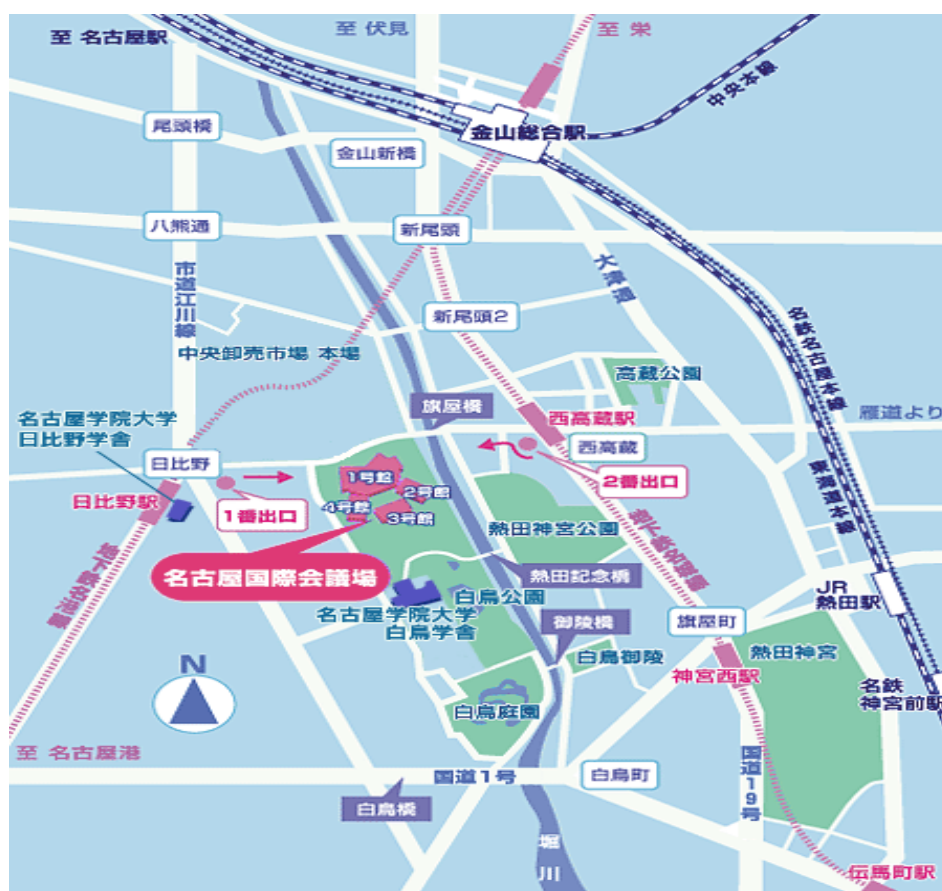 至 名古屋駅
至 伏見
至 栄
中央本線
尾頭橋
金山新橋
金山総合駅
八熊通
新尾頭
市道江川線
大津通
新尾頭2
名鉄名古屋本線
中央卸売市場 本場
高蔵公園
旗屋橋
西高蔵駅
雁道より
名古屋学院大学
日比野学舎
日比野
西高蔵
1号館
2号館
2番出口
日比野駅
1番出口
4号館
3号館
東海道本線
熱田神宮公園
地下鉄名港線
地下鉄名城線
名古屋国際会議場
熱田記念橋
JR
熱田駅
白鳥公園
名古屋学院大学
白鳥学舎
御陵橋
旗屋町
白鳥御陵
熱田神宮
神宮西駅
N
名鉄
神宮前駅
白鳥庭園
至 名古屋港
国道1号
白鳥町
国道19号
白鳥橋
堀川
伝馬町駅